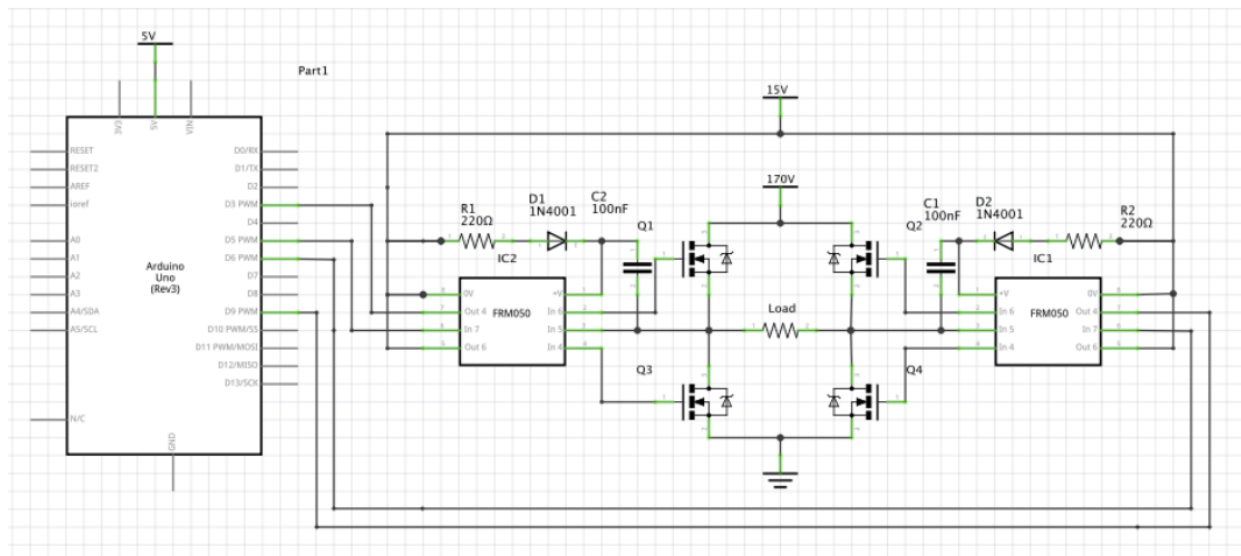 5V
Part1
15V
3V3
5V
VIN
RESET
RESET2
AREF
ioref
A0
A1
A2
A3
A4/SDA
A5/SCL
N/C
Arduino
Uno
(Rev3)
D0/RX
D1/TX
D2
D3 PWM
D4
D5 PWM
D6 PWM
D7
D8
D9 PWM
D10 PWM/SS
D11 PWM/MOSI
D12/MISO
D13/SCK
GND
R1
220Ω
D1
1N4001
C2
100nF
Q1
170V
Q2
C1
100nF
D2
1N4001
R2
220Ω
IC2
0V
Out 4
In 7
Out 6
FRM050
+V
In 6
In 5
In 4
Load
IC1
+V
In 6
In 5
In 4
FRM050
0V
Out 4
In 7
Out 6
Q3
Q4